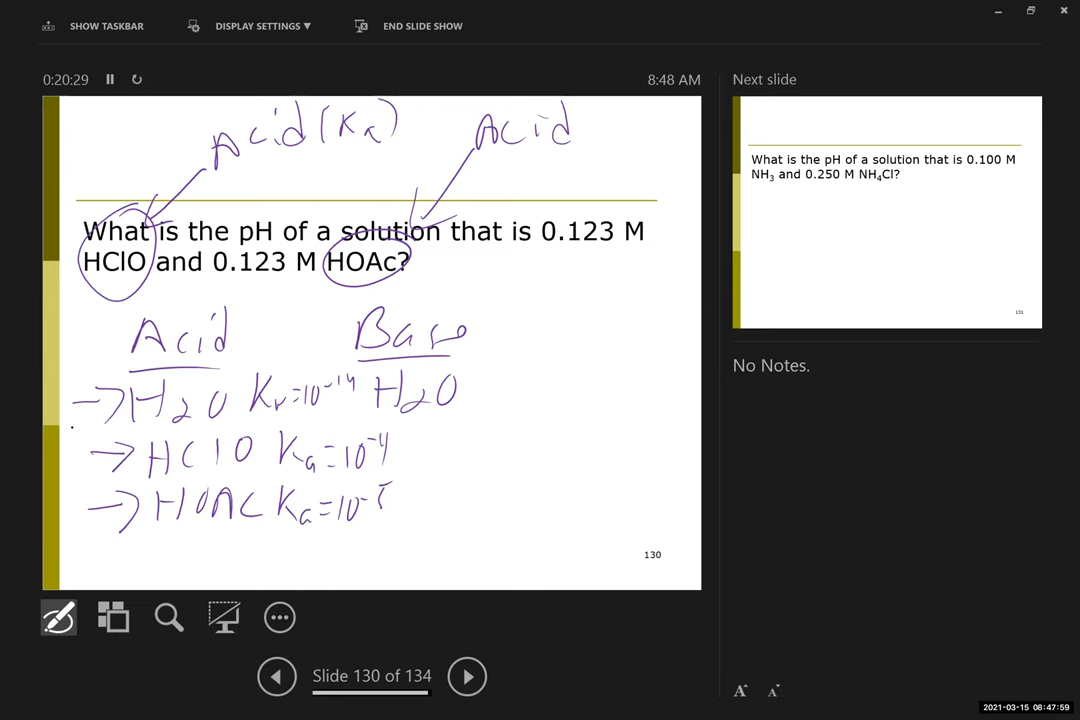 SHOW TASKBAR DISPLAY SETTINGS ▼ END SLIDE SHOW
0:20:29 8:48 AM
Acid (Ka) Acid
What is the pH of a solution that is 0.123 M
HClO and 0.123 M HOAc?
Acid Base
→ H2O Kw=10⁻¹⁴ H2O
→ HClO Ka=10⁻⁴
→ HOAc Ka=10⁻⁵
130
Slide 130 of 134
Next slide
What is the pH of a solution that is 0.100 M
NH₃ and 0.250 M NH₄Cl?
131
No Notes.
A A
2021-03-15 08:47:59